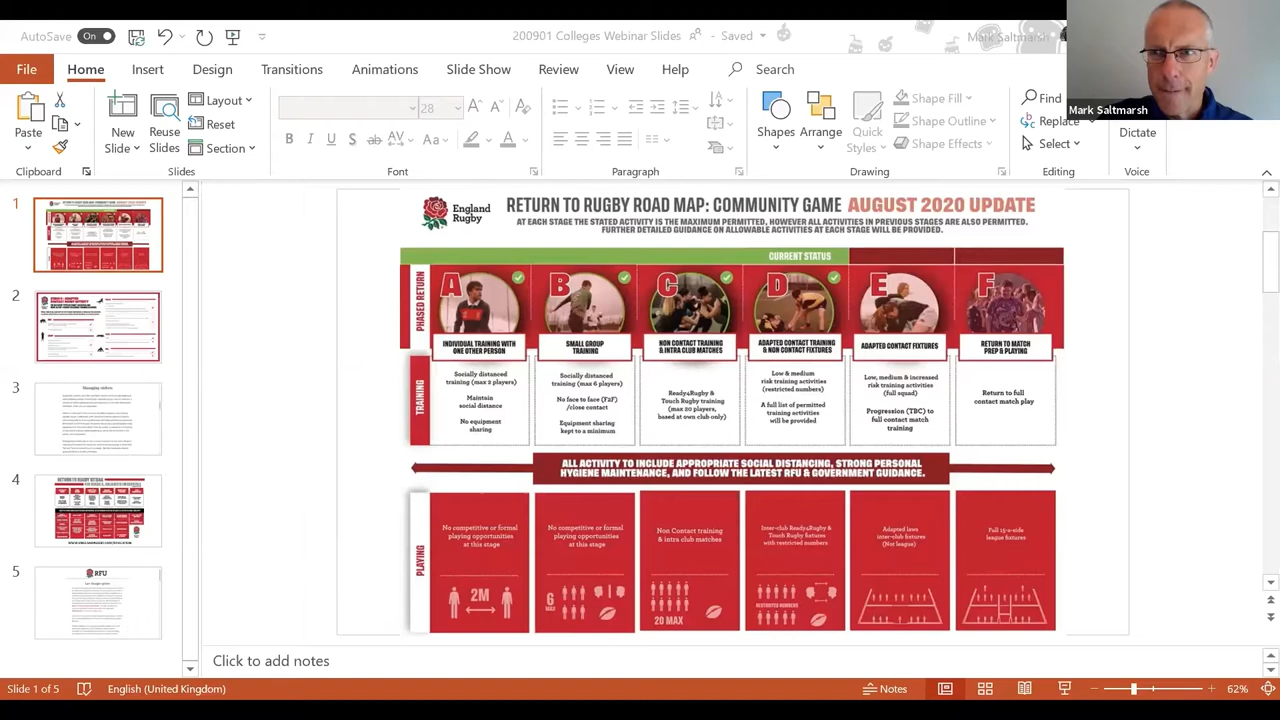 AutoSave On
200901 Colleges Webinar Slides - Saved
Mark Saltmarsh
File Home Insert Design Transitions Animations Slide Show Review View Help Search
Paste
New Slide
Reuse Slides
Layout
Reset
Section
28
B I U S ab AV Aa A
Shapes
Arrange
Quick Styles
Shape Fill
Shape Outline
Shape Effects
Find
Replace
Select
Dictate
Mark Saltmarsh
Clipboard Slides Font Paragraph Drawing Editing Voice
1
2
3
4
5
England Rugby
RETURN TO RUGBY ROAD MAP: COMMUNITY GAME AUGUST 2020 UPDATE
AT EACH STAGE THE STATED ACTIVITY IS THE MAXIMUM PERMITTED, HOWEVER ALL ACTIVITIES IN PREVIOUS STAGES ARE ALSO PERMITTED.
FURTHER DETAILED GUIDANCE ON ALLOWABLE ACTIVITIES AT EACH STAGE WILL BE PROVIDED.
CURRENT STATUS
PHASED RETURN
A
B
C
D
E
F
INDIVIDUAL TRAINING WITH
ONE OTHER PERSON
SMALL GROUP
TRAINING
NON CONTACT TRAINING
& INTRA CLUB MATCHES
ADAPTED CONTACT TRAINING
& NON CONTACT FIXTURES
ADAPTED CONTACT FIXTURES
RETURN TO MATCH
PREP & PLAYING
TRAINING
Socially distanced
training (max 2 players)
Maintain
social distance
No equipment
sharing
Socially distanced
training (max 6 players)
No face to face (F2F)
/close contact
Equipment sharing
kept to a minimum
Ready4Rugby &
Touch Rugby training
(max 20 players,
based at own club only)
Low & medium
risk training activities
(restricted numbers)
A full list of permitted
training activities
will be provided
Low, medium & increased
risk training activities
(full squad)
Progression (TBC) to
full contact match
training
Return to full
contact match play
ALL ACTIVITY TO INCLUDE APPROPRIATE SOCIAL DISTANCING, STRONG PERSONAL
HYGIENE MAINTENANCE, AND FOLLOW THE LATEST RFU & GOVERNMENT GUIDANCE.
PLAYING
No competitive or formal
playing opportunities
at this stage
2M
No competitive or formal
playing opportunities
at this stage
6
MAX
Non Contact training
& intra club matches
20 MAX
Inter-club Ready4Rugby &
Touch Rugby fixtures
with restricted numbers
RESTRICTED NUMBERS
Adapted laws
inter-club fixtures
(Not league)
Full 15-a-side
league fixtures
RFU
Click to add notes
Slide 1 of 5
English (United Kingdom)
Notes
62%